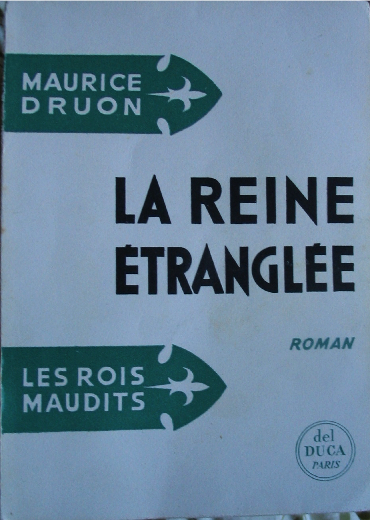 MAURICE
DRUON
LA REINE
ÉTRANGLÉE
ROMAN
LES ROIS
MAUDITS
del
DUCA
PARIS